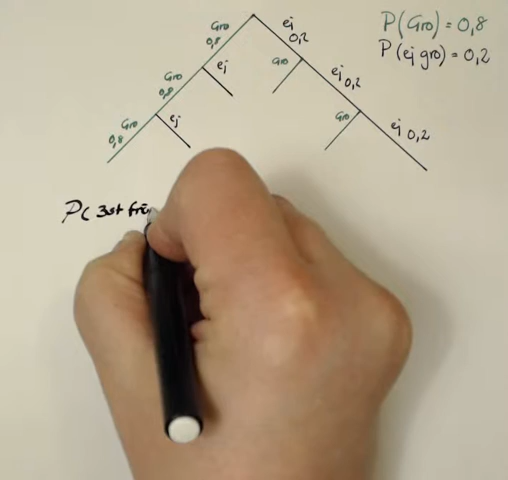 Gro ej P(Gro) = 0,8
0,8 0,2 P(ej gro) = 0,2
Gro ej Gro ej 0,2
0,8
Gro ej Gro ej 0,2
0,8
P( 3st frö